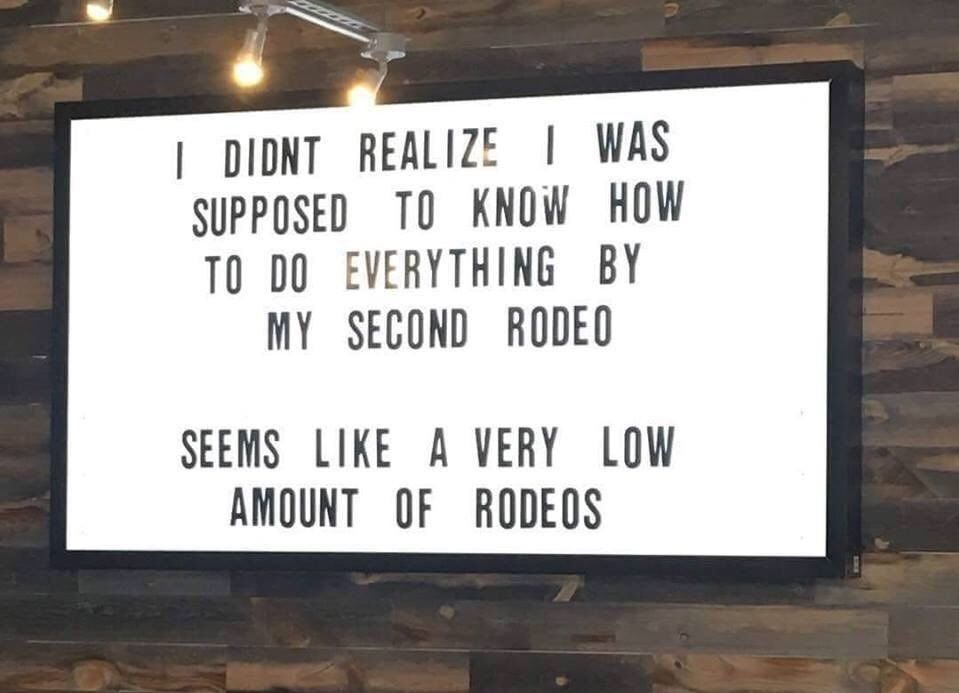 I DIDNT REALIZE I WAS
SUPPOSED TO KNOW HOW
TO DO EVERYTHING BY
MY SECOND RODEO
SEEMS LIKE A VERY LOW
AMOUNT OF RODEOS